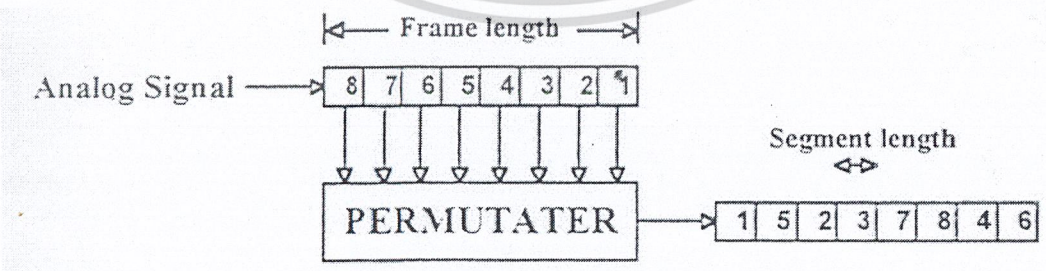 Frame length
Analog Signal
8 7 6 5 4 3 2 1
Segment length
PERMUTATER
1 5 2 3 7 8 4 6